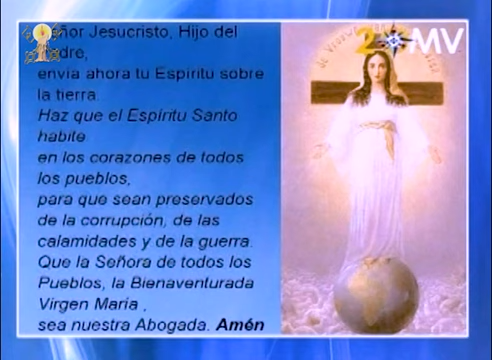 Señor Jesucristo, Hijo del
Padre,
envía ahora tu Espíritu sobre
la tierra.
Haz que el Espíritu Santo
habite
en los corazones de todos
los pueblos,
para que sean preservados
de la corrupción, de las
calamidades y de la guerra.
Que la Señora de todos los
Pueblos, la Bienaventurada
Virgen María ,
sea nuestra Abogada. Amén
MV